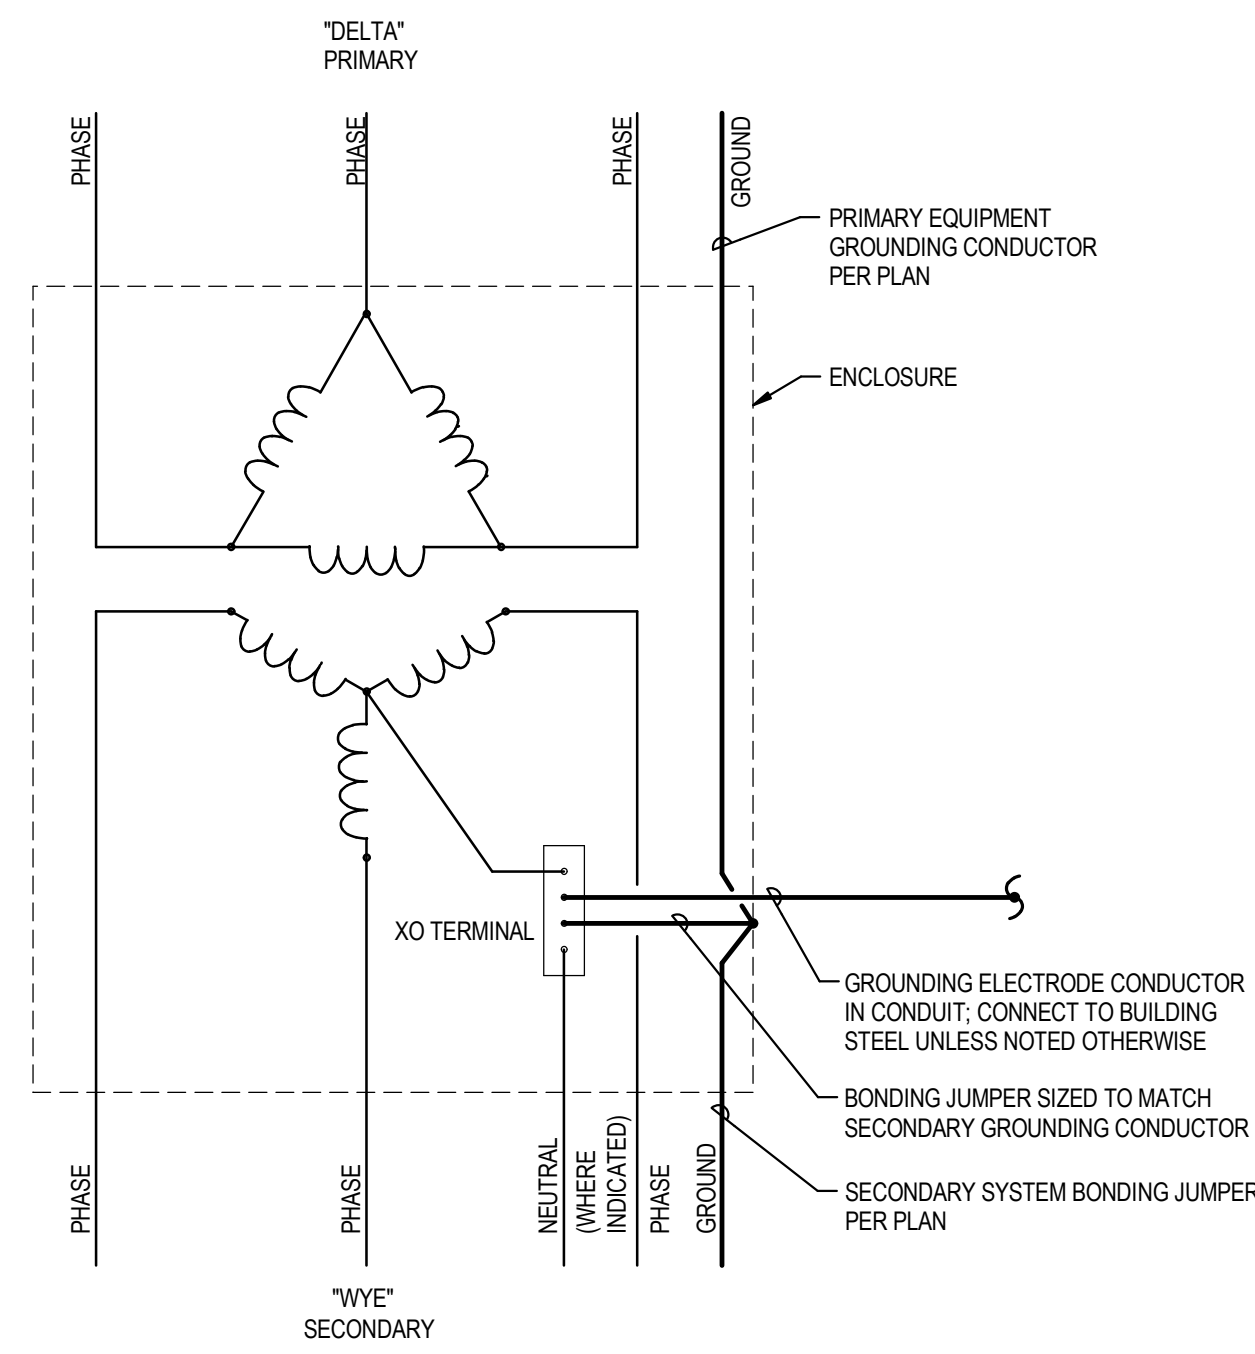 "DELTA"
PRIMARY
PHASE
PHASE
PHASE
GROUND
PRIMARY EQUIPMENT
GROUNDING CONDUCTOR
PER PLAN
ENCLOSURE
XO TERMINAL
GROUNDING ELECTRODE CONDUCTOR
IN CONDUIT; CONNECT TO BUILDING
STEEL UNLESS NOTED OTHERWISE
BONDING JUMPER SIZED TO MATCH
SECONDARY GROUNDING CONDUCTOR
SECONDARY SYSTEM BONDING JUMPER
PER PLAN
PHASE
PHASE
NEUTRAL
(WHERE
INDICATED)
PHASE
GROUND
"WYE"
SECONDARY